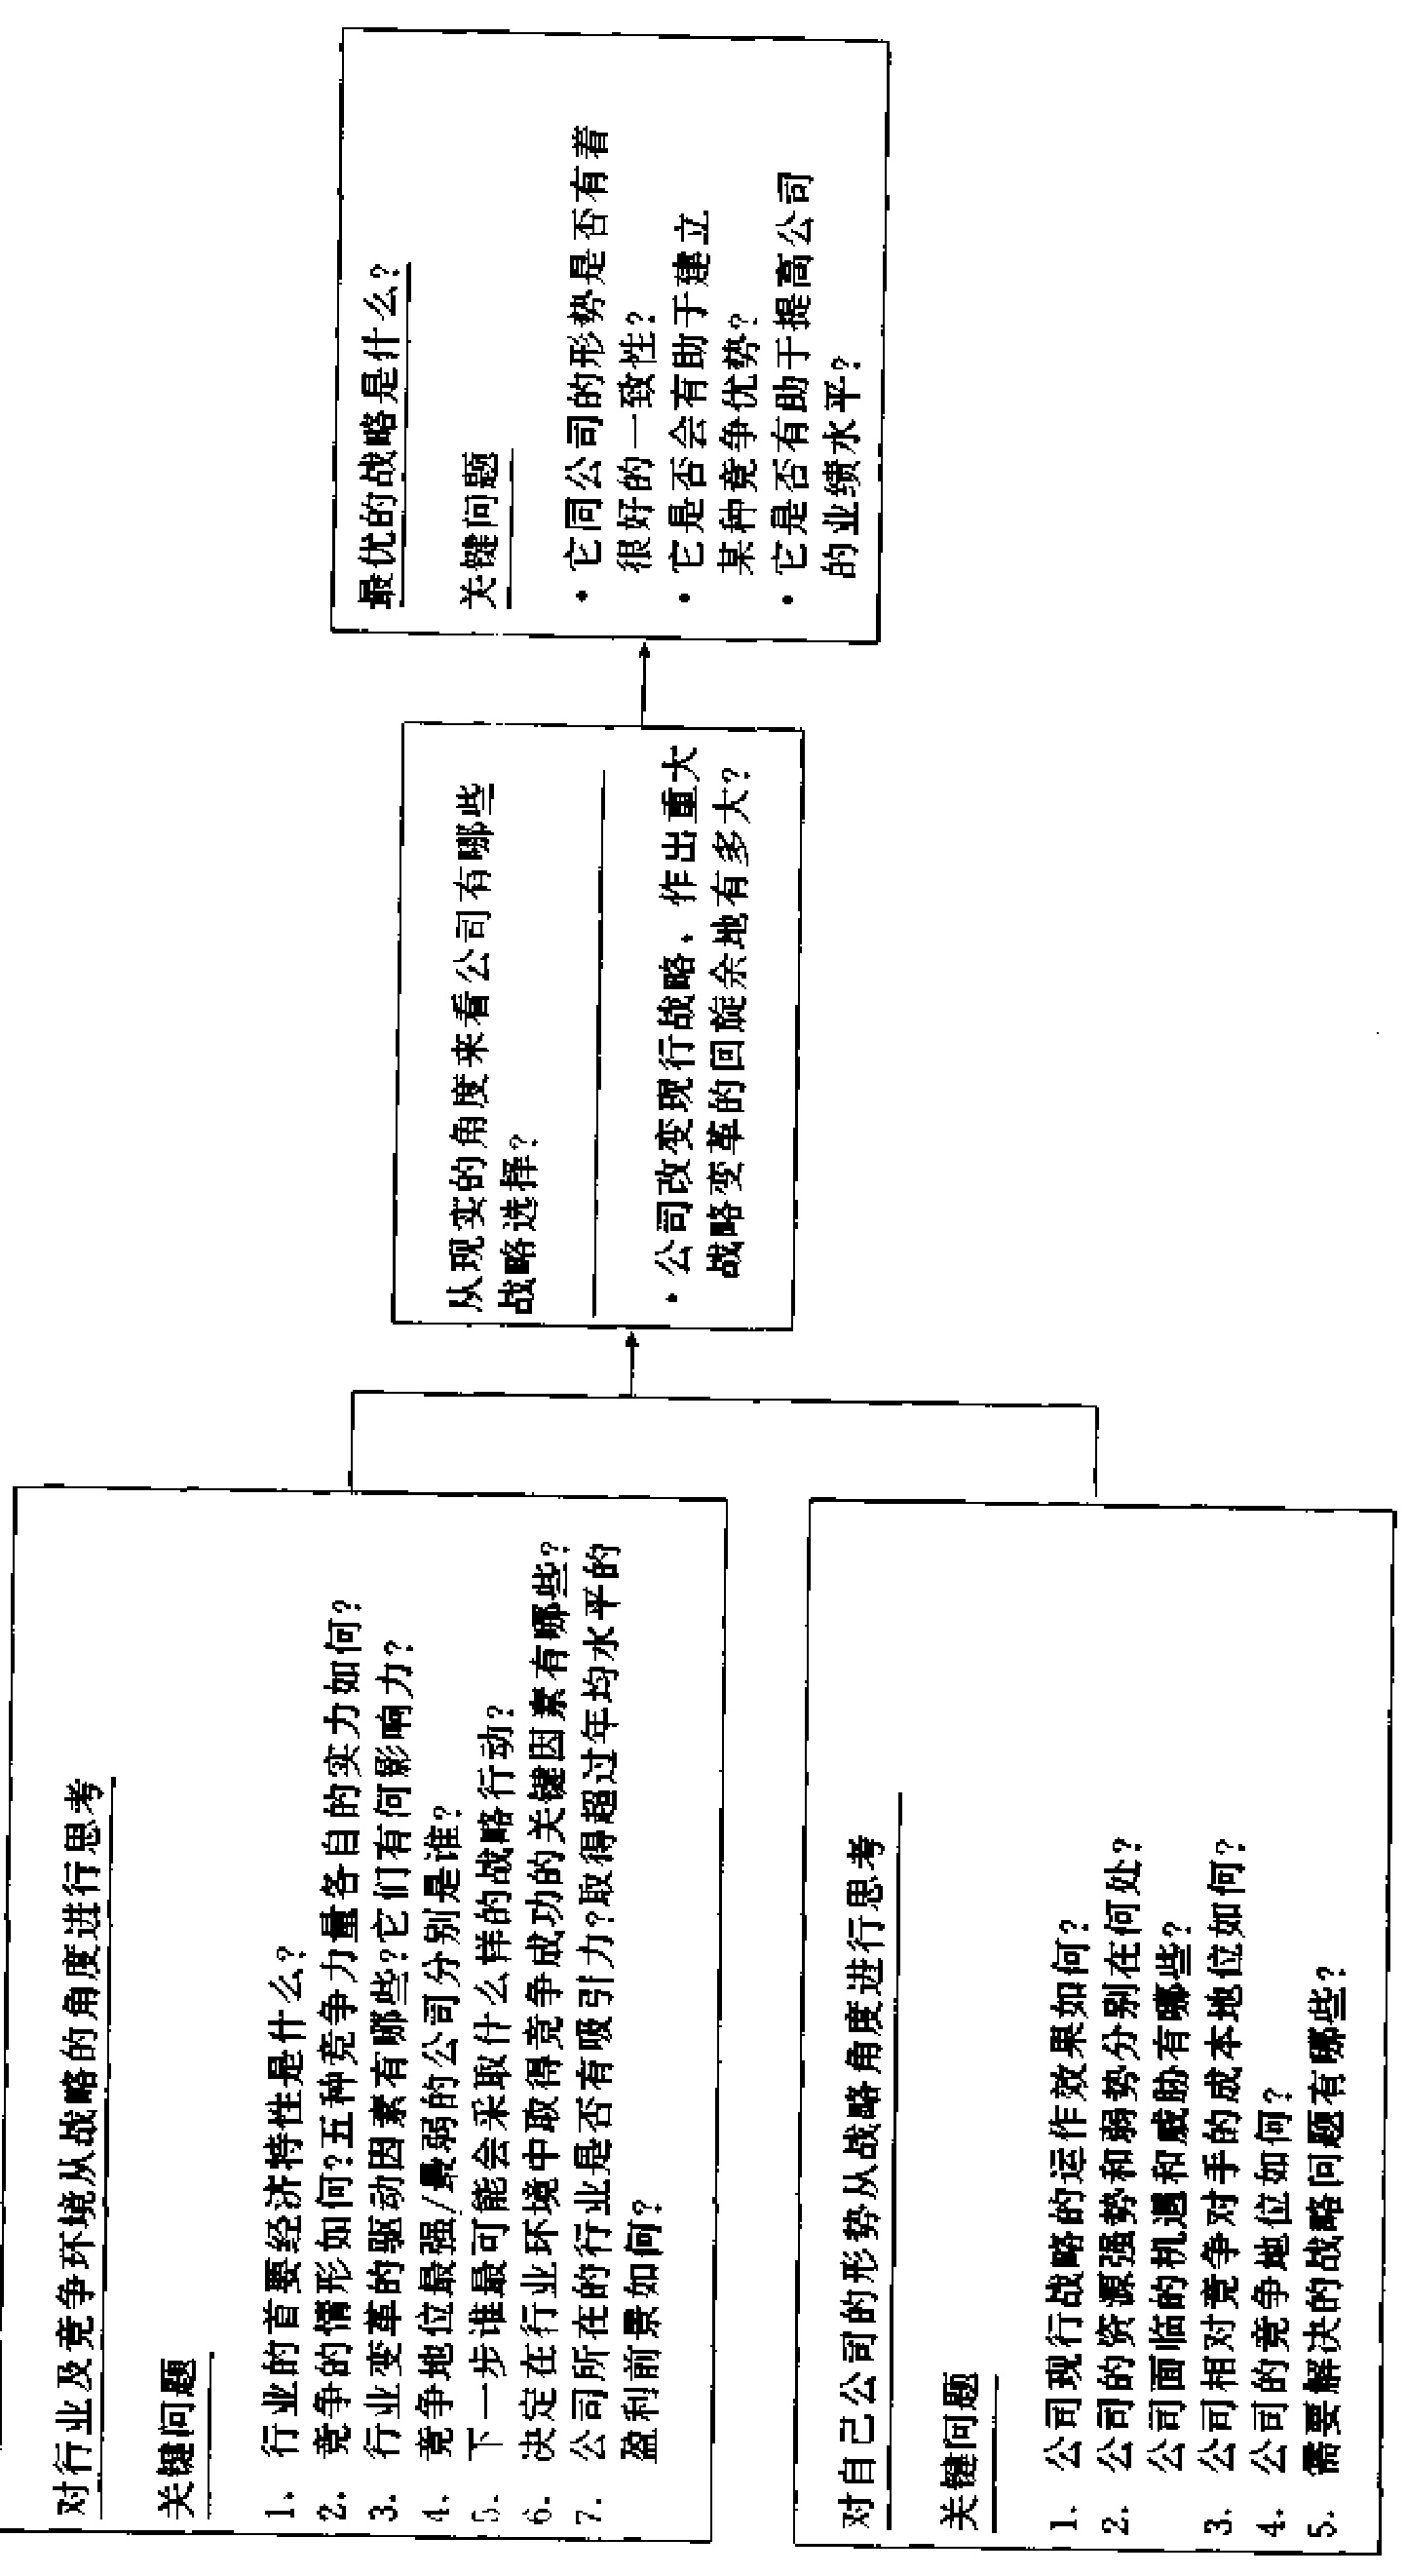 对行业及竞争环境从战略的角度进行思考
关键问题
1. 行业的首要经济特性是什么?
2. 竞争的情形如何?五种竞争力量各自的实力如何?
3. 行业变革的驱动因素有哪些?它们有何影响力?
4. 竞争地位最强/最弱的公司分别是谁?
5. 下一步谁最可能会采取什么样的战略行动?
6. 决定在行业环境中取得竞争成功的关键因素有哪些?
7. 公司所在的行业是否有吸引力?取得超过年均水平的
盈利前景如何?
对自己公司的形势从战略角度进行思考
关键问题
1. 公司现行战略的运作效果如何?
2. 公司的资源强势和弱势分别在何处?
公司面临的机遇和威胁有哪些?
3. 公司相对竞争对手的成本地位如何?
4. 公司的竞争地位如何?
5. 需要解决的战略问题有哪些?
从现实的角度来看公司有哪些
战略选择?
• 公司改变现行战略,作出重大
战略变革的回旋余地有多大?
最优的战略是什么?
关键问题
• 它同公司的形势是否有着
很好的一致性?
• 它是否会有助于建立
某种竞争优势?
• 它是否有助于提高公司
的业绩水平?